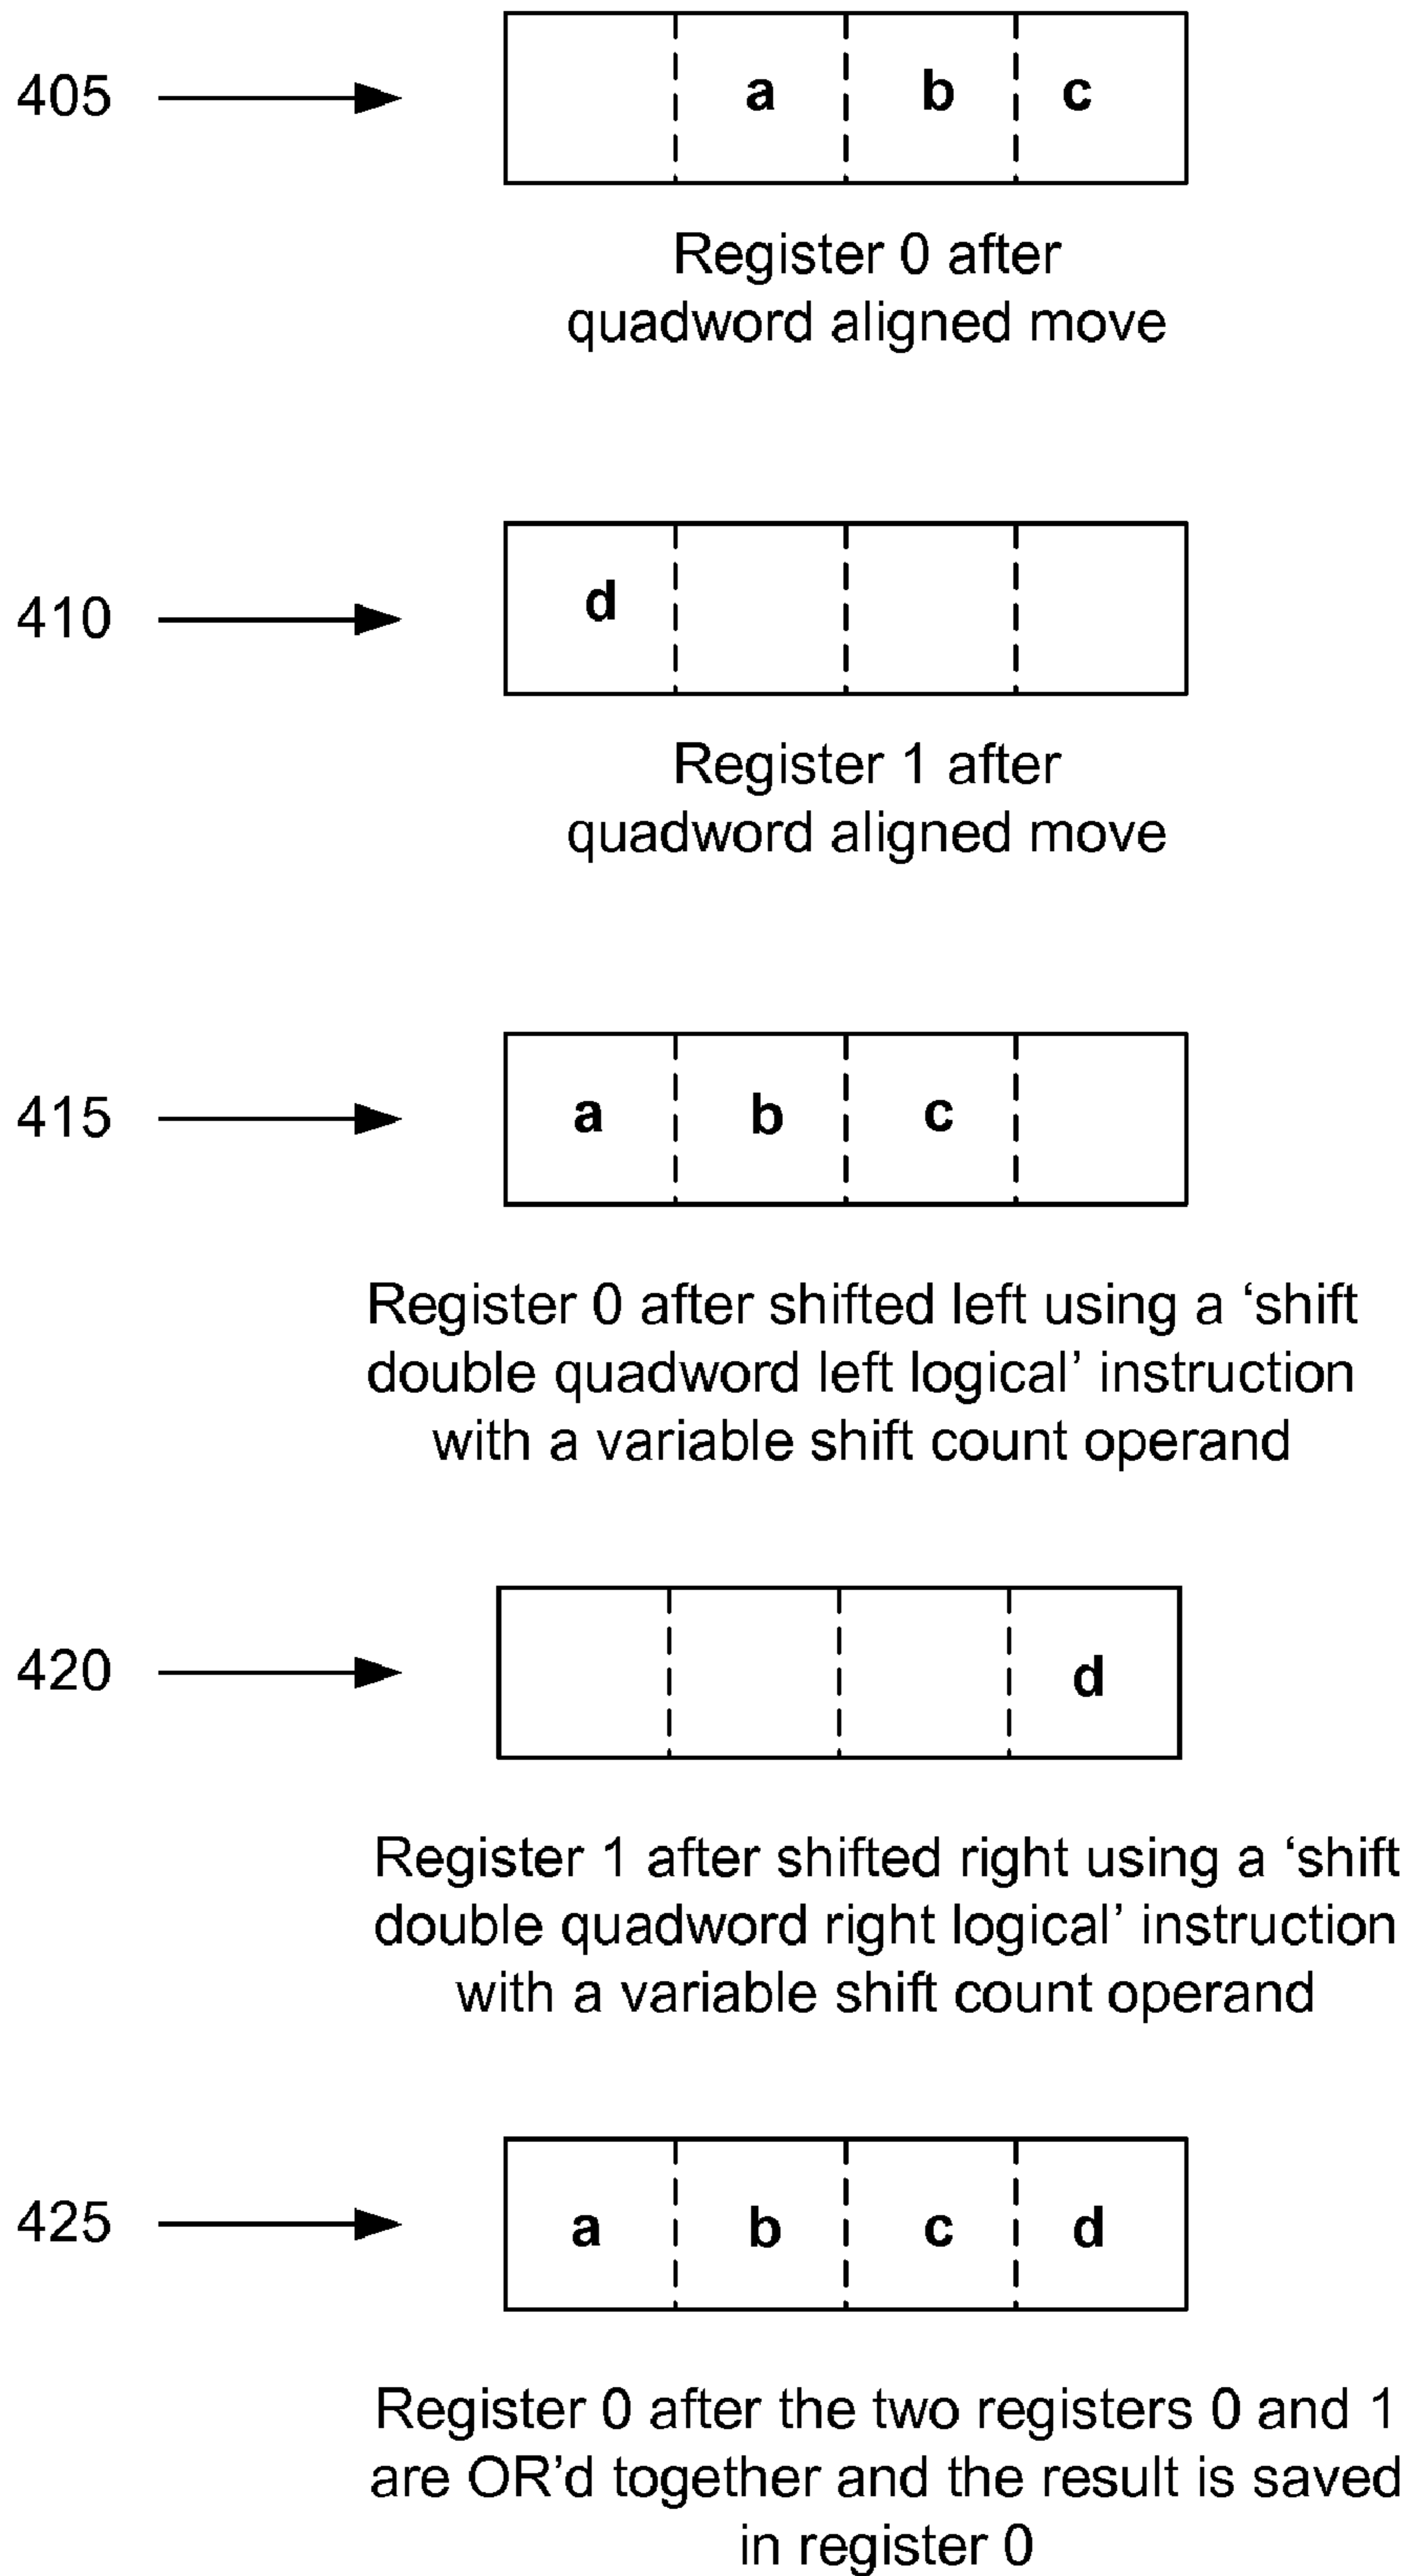 405
a b c
Register 0 after
quadword aligned move
410
d
Register 1 after
quadword aligned move
415
a b c
Register 0 after shifted left using a ‘shift
double quadword left logical’ instruction
with a variable shift count operand
420
d
Register 1 after shifted right using a ‘shift
double quadword right logical’ instruction
with a variable shift count operand
425
a b c d
Register 0 after the two registers 0 and 1
are OR’d together and the result is saved
in register 0